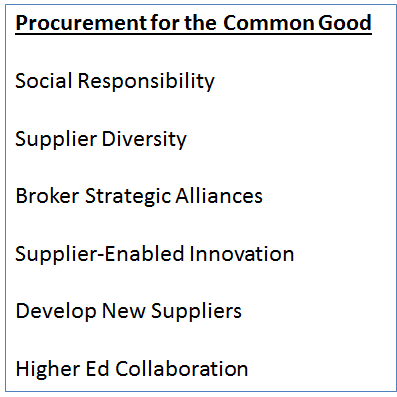 Procurement for the Common Good
Social Responsibility
Supplier Diversity
Broker Strategic Alliances
Supplier-Enabled Innovation
Develop New Suppliers
Higher Ed Collaboration